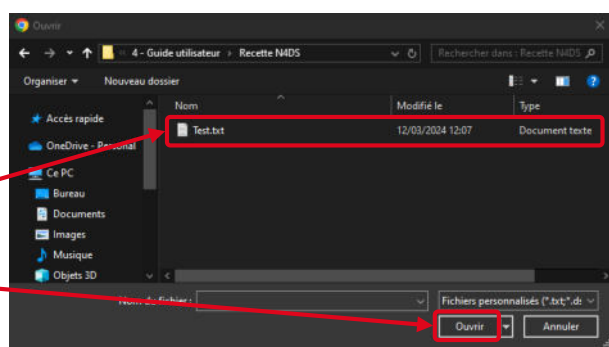 Ouvrir
« 4 - Guide utilisateur › Recette N4DS
Rechercher dans : Recette N4DS
Organiser Nouveau dossier
Nom Modifié le Type
Accès rapide
Test.txt 12/03/2024 12:07 Document texte
OneDrive - Personal
Ce PC
Bureau
Documents
Images
Musique
Objets 3D
Nom du fichier : Fichiers personnalisés (*.txt;*.ds
Ouvrir Annuler